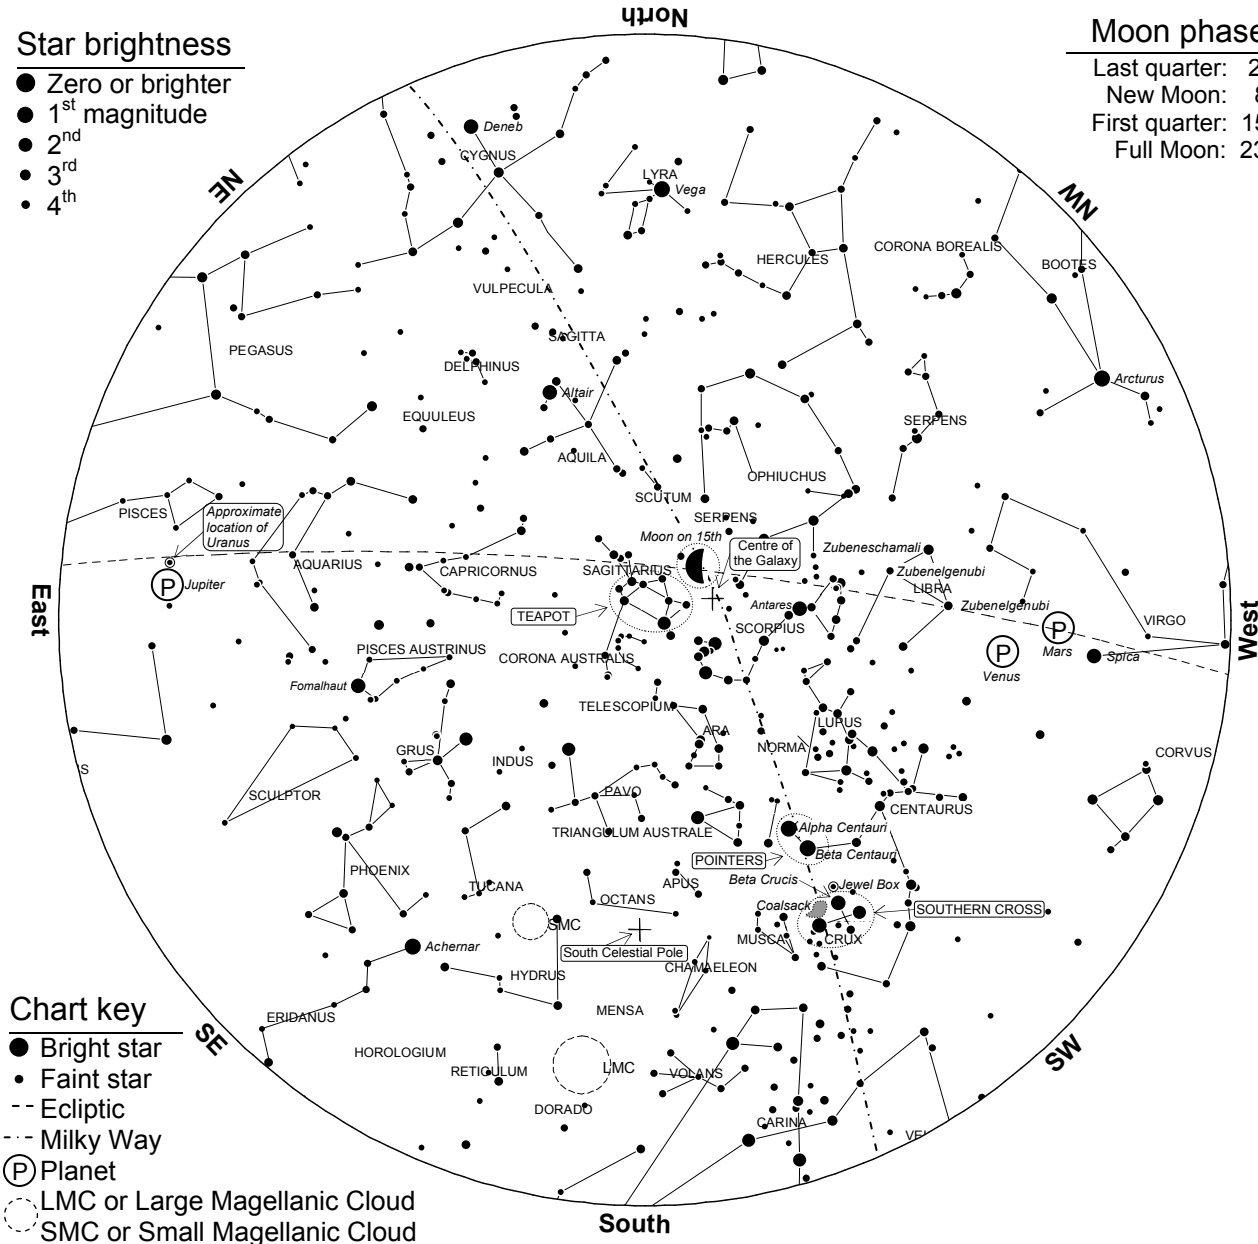 North
Star brightness
Zero or brighter
1st magnitude
2nd
3rd
4th
Moon phase
Last quarter: 2
New Moon: 8
First quarter: 15
Full Moon: 23
NE
NW
Deneb
CYGNUS
LYRA
Vega
HERCULES
CORONA BOREALIS
BOOTES
VULPECULA
SAGITTA
PEGASUS
DELPHINUS
Altair
Arcturus
EQUULEUS
SERPENS
AQUILA
OPHIUCHUS
SCUTUM
PISCES
Approximate
location of
Uranus
SERPENS
Moon on 15th
Centre of
the Galaxy
Zubeneschamali
AQUARIUS
CAPRICORNUS
SAGITTARIUS
Zubenelgenubi
LIBRA
Jupiter
P
East
TEAPOT
Antares
Zubenelgenubi
SCORPIUS
P
Mars
VIRGO
West
PISCES AUSTRINUS
CORONA AUSTRALIS
P
Venus
Spica
Fomalhaut
TELESCOPIUM
ARA
LUPUS
NORMA
GRUS
INDUS
CORVUS
S
SCULPTOR
PAVO
CENTAURUS
TRIANGULUM AUSTRALE
Alpha Centauri
POINTERS
Beta Centauri
PHOENIX
TUCANA
APUS
Beta Crucis
Jewel Box
OCTANS
Coalsack
SOUTHERN CROSS
SMC
MUSCA
CRUX
Achernar
South Celestial Pole
HYDRUS
CHAMAELEON
MENSA
ERIDANUS
SE
SW
HOROLOGIUM
RETICULUM
LMC
VOLANS
DORADO
CARINA
VEL
Chart key
Bright star
Faint star
Ecliptic
Milky Way
P Planet
LMC or Large Magellanic Cloud
SMC or Small Magellanic Cloud
South